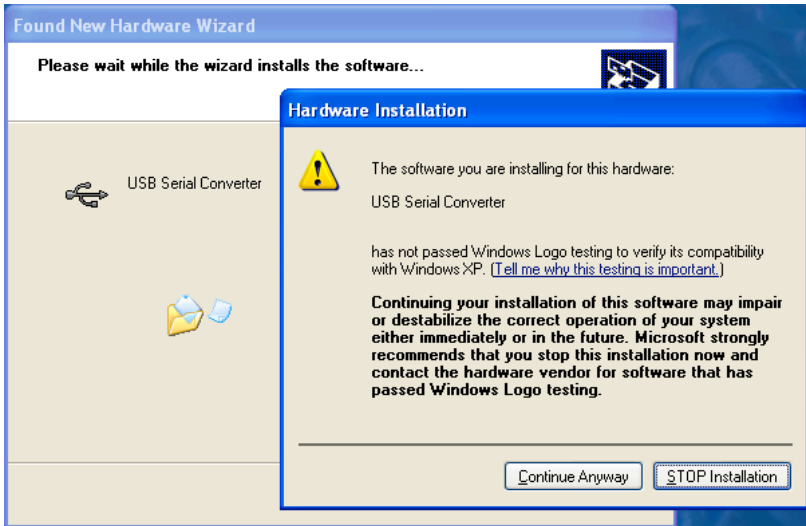 Found New Hardware Wizard
Please wait while the wizard installs the software...
Hardware Installation
USB Serial Converter
The software you are installing for this hardware:
USB Serial Converter
has not passed Windows Logo testing to verify its compatibility
with Windows XP. (Tell me why this testing is important.)
Continuing your installation of this software may impair
or destabilize the correct operation of your system
either immediately or in the future. Microsoft strongly
recommends that you stop this installation now and
contact the hardware vendor for software that has
passed Windows Logo testing.
Continue Anyway
STOP Installation